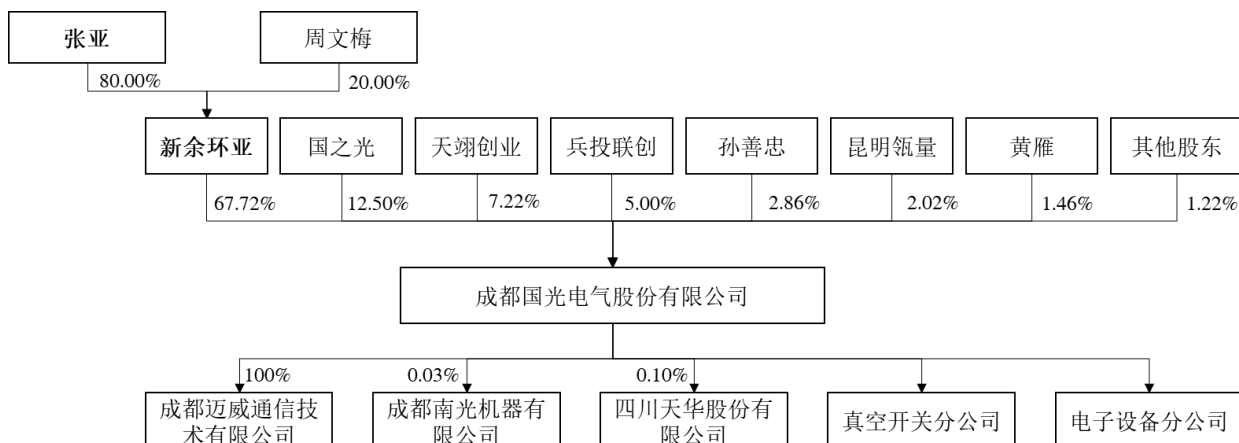 张亚
周文梅
80.00%
20.00%
新余环亚
国之光
天翊创业
兵投联创
孙善忠
昆明瓴量
黄雁
其他股东
67.72%
12.50%
7.22%
5.00%
2.86%
2.02%
1.46%
1.22%
成都国光电气股份有限公司
100%
0.03%
0.10%
成都迈威通信技
术有限公司
成都南光机器有
限公司
四川天华股份有
限公司
真空开关分公司
电子设备分公司